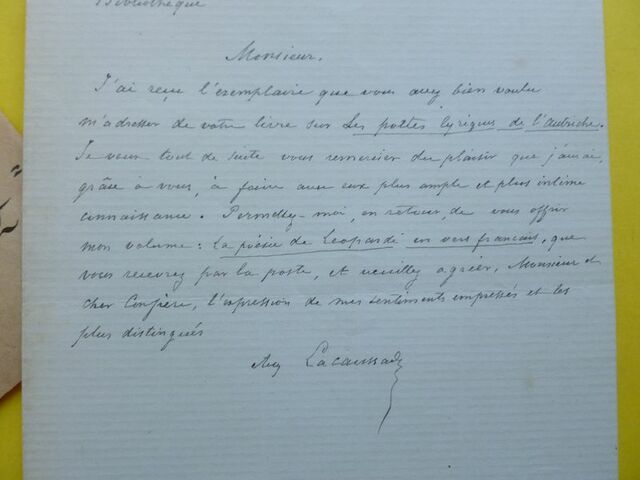 Bibliothèque
Monsieur.
J'ai reçu l'exemplaire que vous avez bien voulu
m'adresser de votre livre sur Les poëtes lyriques de l'Autriche.
Je veux tout de suite vous remercier du plaisir que j'aurai,
grâce à vous, à faire avec eux plus ample et plus intime
connaissance. Permettez-moi, en retour, de vous offrir
mon volume: La poésie de Leopardi en vers français, que
vous recevrez par la poste, et veuillez agréer, Monsieur et
cher Confrère, l'expression de mes sentiments empressés et les
plus distingués
Aug Lacaussade